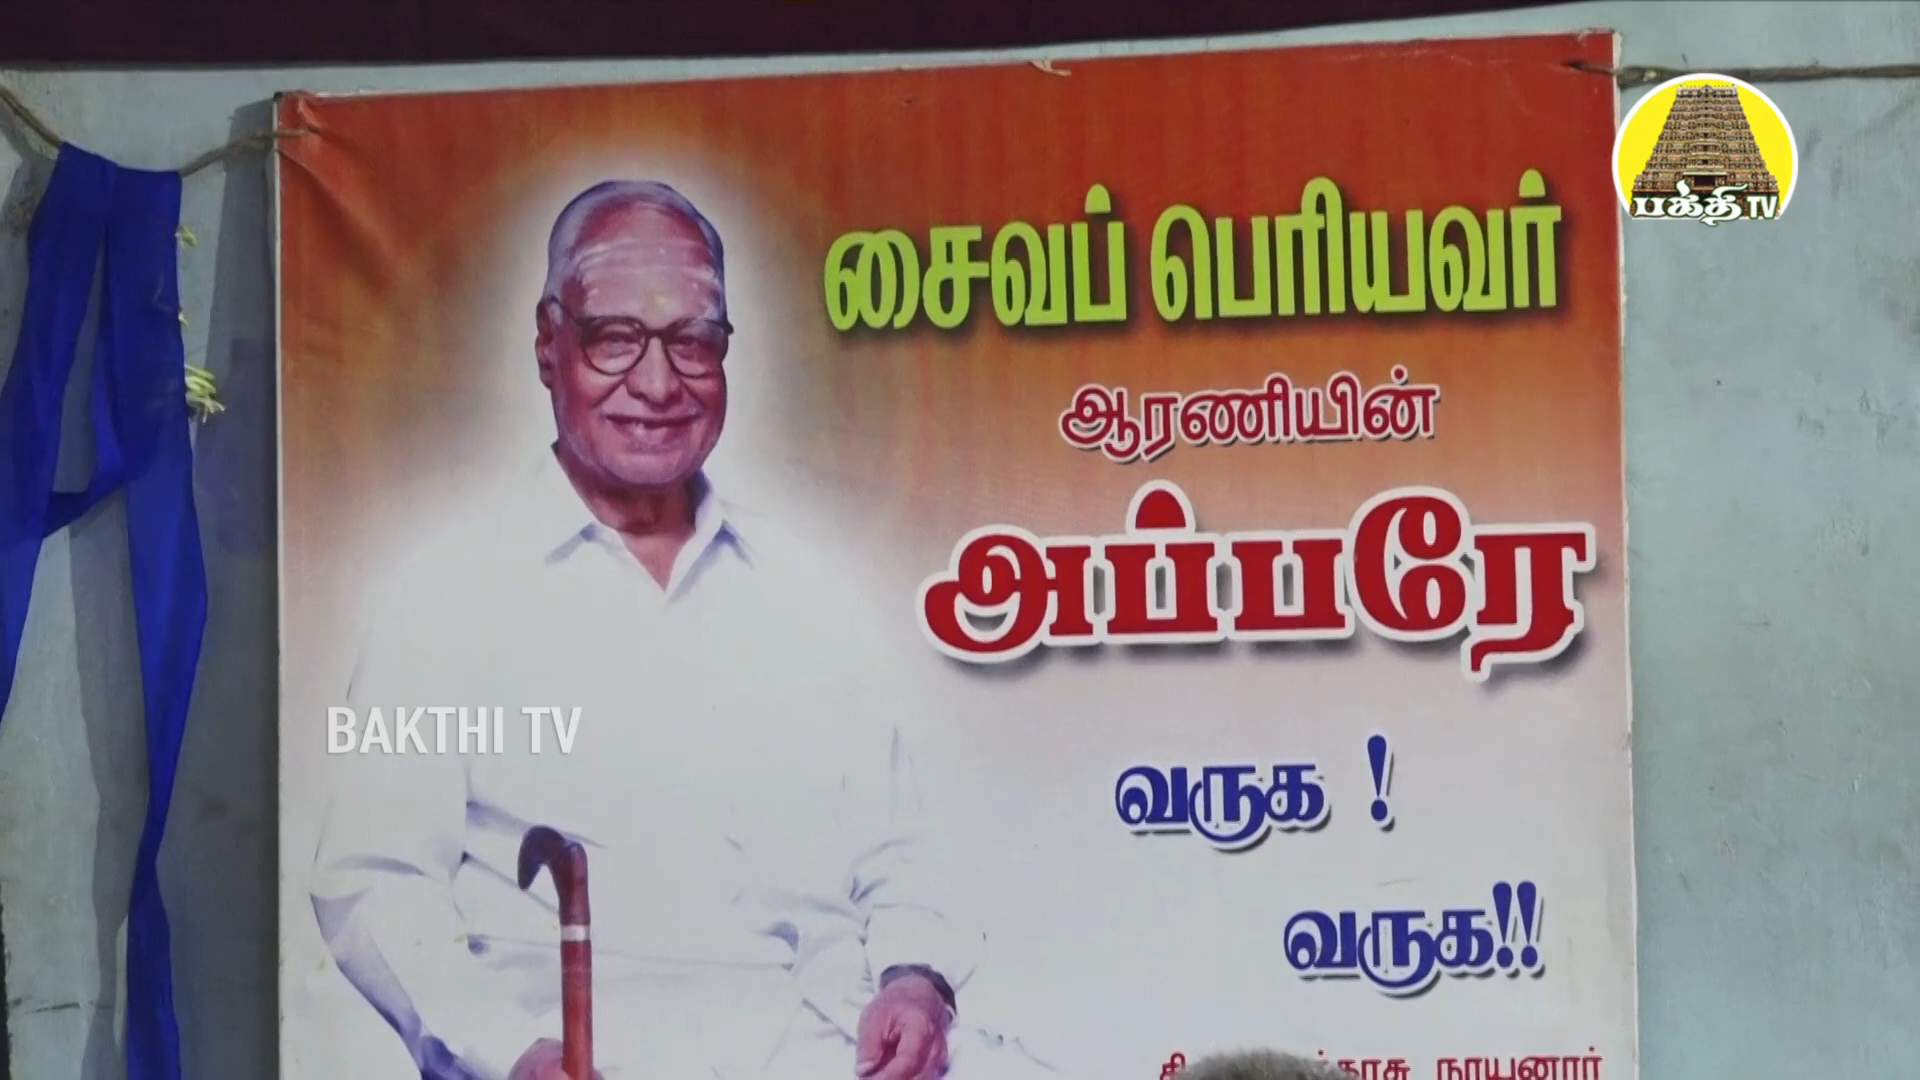 சைவப் பெரியவர்
பக்தி TV
ஆரணியின்
அப்பரே
BAKTHI TV
வருக !
வருக!!
நாயனார்